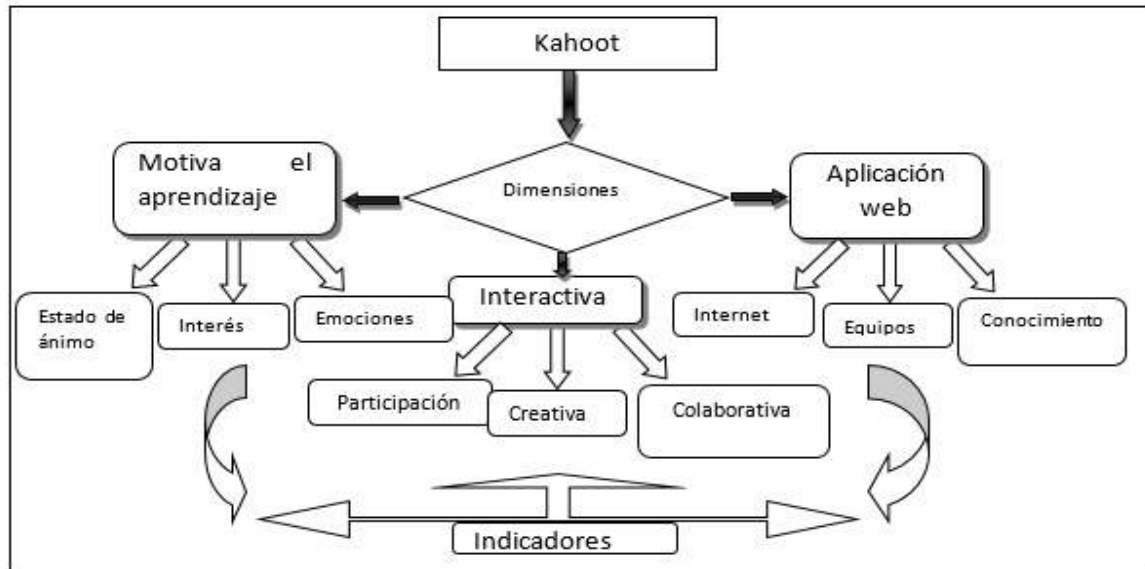 Kahoot
Motiva el
aprendizaje
Dimensiones
Aplicación
web
Interactiva
Estado de
ánimo
Interés
Emociones
Internet
Equipos
Conocimiento
Participación
Creativa
Colaborativa
Indicadores